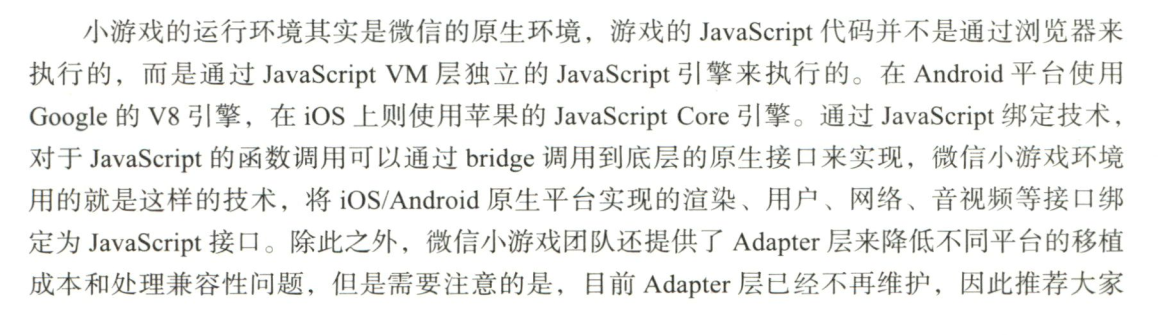 小游戏的运行环境其实是微信的原生环境，游戏的 JavaScript 代码并不是通过浏览器来
执行的，而是通过 JavaScript VM 层独立的 JavaScript 引擎来执行的。在 Android 平台使用
Google 的 V8 引擎，在 iOS 上则使用苹果的 JavaScript Core 引擎。通过 JavaScript 绑定技术，
对于 JavaScript 的函数调用可以通过 bridge 调用到底层的原生接口来实现，微信小游戏环境
用的就是这样的技术，将 iOS/Android 原生平台实现的渲染、用户、网络、音视频等接口绑
定为 JavaScript 接口。除此之外，微信小游戏团队还提供了 Adapter 层来降低不同平台的移植
成本和处理兼容性问题，但是需要注意的是，目前 Adapter 层已经不再维护，因此推荐大家